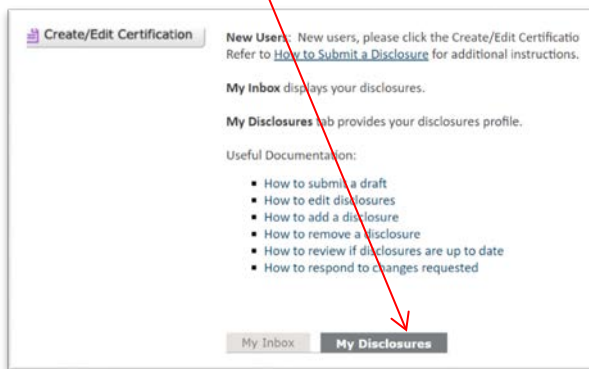 Create/Edit Certification
New Users: New users, please click the Create/Edit Certificatio
Refer to How to Submit a Disclosure for additional instructions.
My Inbox displays your disclosures.
My Disclosures tab provides your disclosures profile.
Useful Documentation:
▪ How to submit a draft
▪ How to edit disclosures
▪ How to add a disclosure
▪ How to remove a disclosure
▪ How to review if disclosures are up to date
▪ How to respond to changes requested
My Inbox My Disclosures